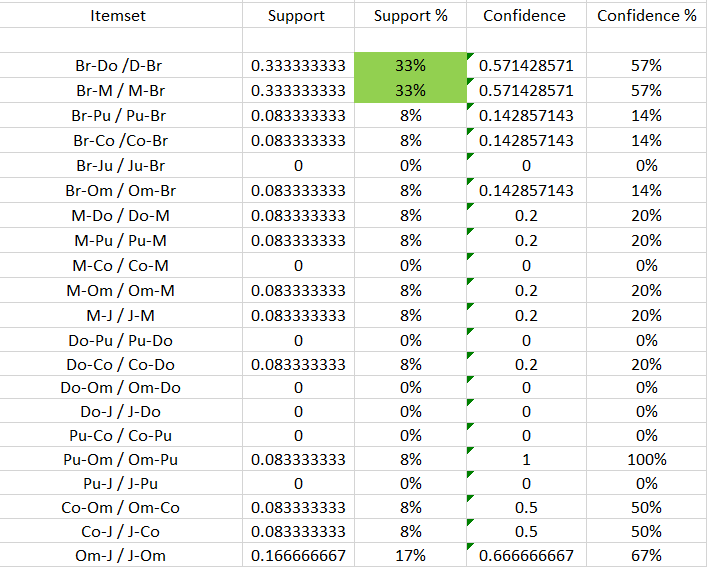 Itemset Support Support % Confidence Confidence %
Br-Do /D-Br 0.333333333 33% 0.571428571 57%
Br-M / M-Br 0.333333333 33% 0.571428571 57%
Br-Pu / Pu-Br 0.083333333 8% 0.142857143 14%
Br-Co /Co-Br 0.083333333 8% 0.142857143 14%
Br-Ju / Ju-Br 0 0% 0 0%
Br-Om / Om-Br 0.083333333 8% 0.142857143 14%
M-Do / Do-M 0.083333333 8% 0.2 20%
M-Pu / Pu-M 0.083333333 8% 0.2 20%
M-Co / Co-M 0 0% 0 0%
M-Om / Om-M 0.083333333 8% 0.2 20%
M-J / J-M 0.083333333 8% 0.2 20%
Do-Pu / Pu-Do 0 0% 0 0%
Do-Co / Co-Do 0.083333333 8% 0.2 20%
Do-Om / Om-Do 0 0% 0 0%
Do-J / J-Do 0 0% 0 0%
Pu-Co / Co-Pu 0 0% 0 0%
Pu-Om / Om-Pu 0.083333333 8% 1 100%
Pu-J / J-Pu 0 0% 0 0%
Co-Om / Om-Co 0.083333333 8% 0.5 50%
Co-J / J-Co 0.083333333 8% 0.5 50%
Om-J / J-Om 0.166666667 17% 0.666666667 67%